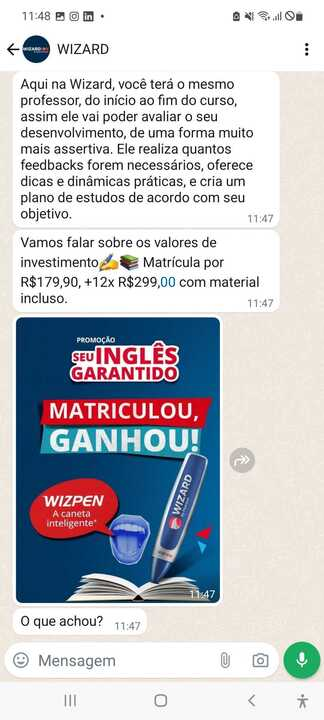 11:48
WIZARD
Aqui na Wizard, você terá o mesmo
professor, do início ao fim do curso,
assim ele vai poder avaliar o seu
desenvolvimento, de uma forma muito
mais assertiva. Ele realiza quantos
feedbacks forem necessários, oferece
dicas e dinâmicas práticas, e cria um
plano de estudos de acordo com seu
objetivo.
11:47
Vamos falar sobre os valores de
investimento✍📚 Matrícula por
R$179,90, +12x R$299,00 com material
incluso.
11:47
PROMOÇÃO
SEU INGLÊS
GARANTIDO
MATRICULOU,
GANHOU!
WIZARD
WIZPEN
A caneta
inteligente*
11:47
O que achou?
11:47
Mensagem